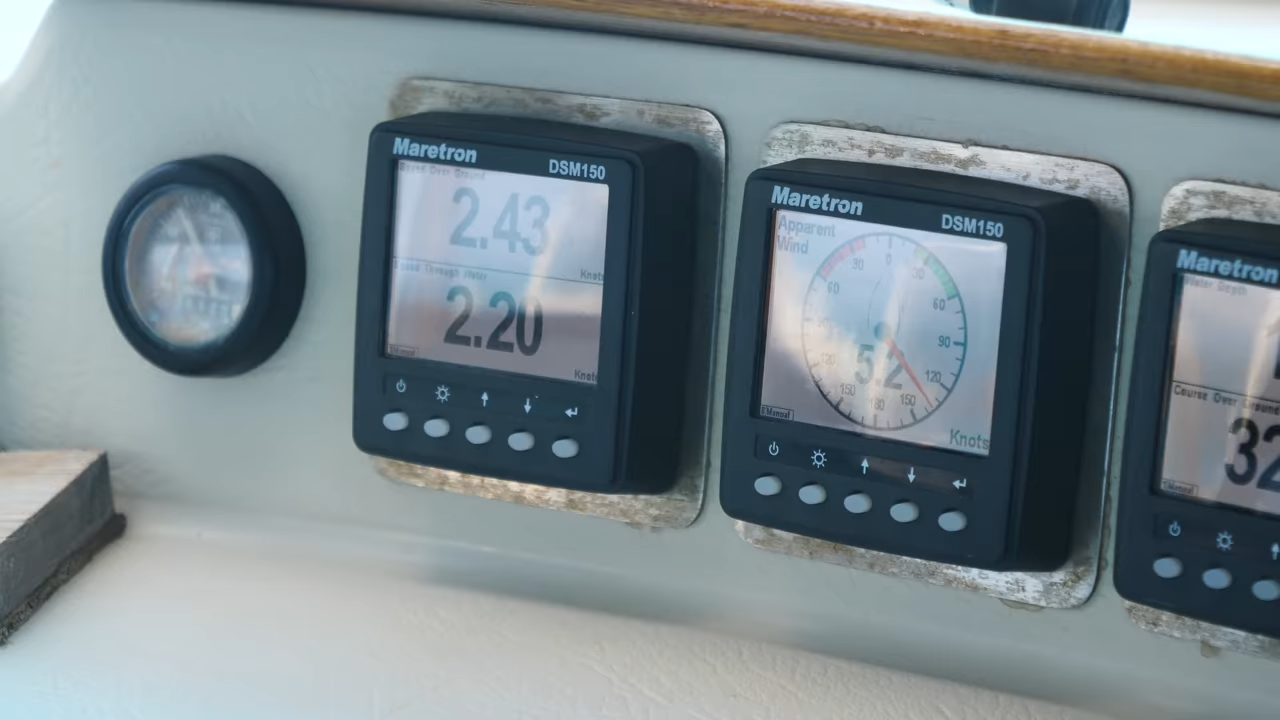 Maretron
DSM150
Speed Over Ground
2.43
Knots
Speed Through Water
2.20
Knots
Maretron
DSM150
Apparent
Wind
0
30
30
60
60
90
120
120
150
150
180
5.2
Knots
Maretron
Water Depth
Course Over Ground
32